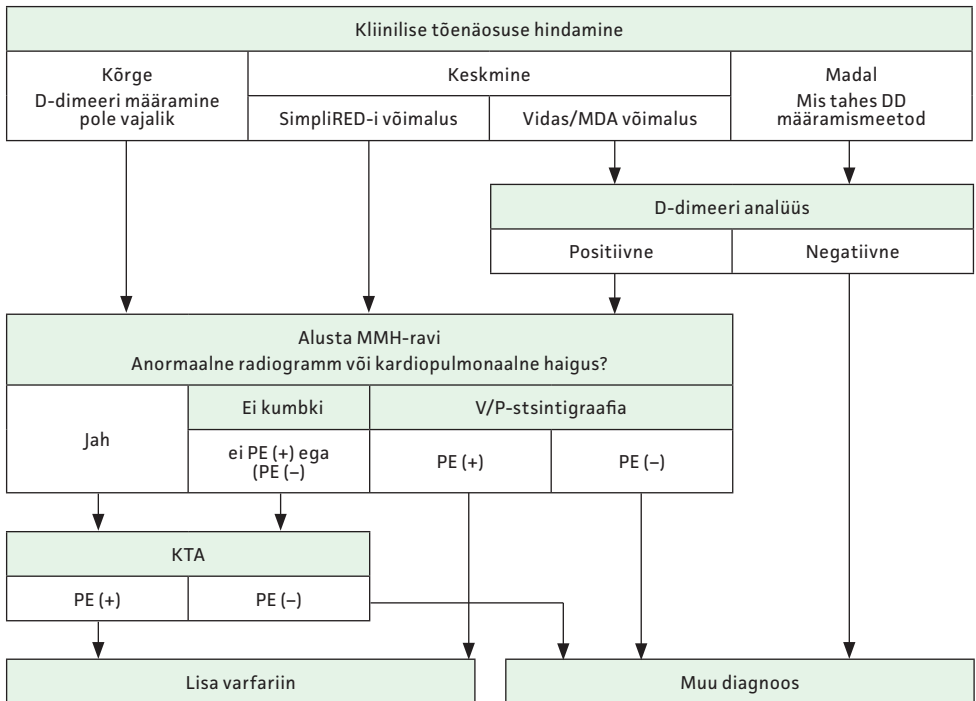 Kliinilise tõenäosuse hindamine
Kõrge
D-dimeeri määramine
pole vajalik
Keskmine
SimpliRED-i võimalus
Vidas/MDA võimalus
Madal
Mis tahes DD
määramismeetod
D-dimeeri analüüs
Positiivne
Negatiivne
Alusta MMH-ravi
Anormaalne radiogramm või kardiopulmonaalne haigus?
Jah
Ei kumbki
ei PE (+) ega
(PE (–)
V/P-stsintigraafia
PE (+)
PE (–)
KTA
PE (+)
PE (–)
Lisa varfariin
Muu diagnoos